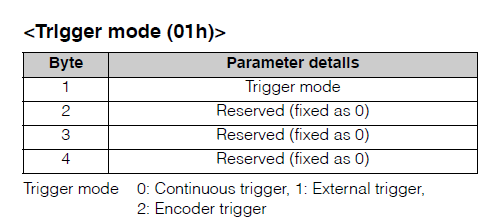 <Trigger mode (01h)>
Byte Parameter details
1 Trigger mode
2 Reserved (fixed as 0)
3 Reserved (fixed as 0)
4 Reserved (fixed as 0)
Trigger mode 0: Continuous trigger, 1: External trigger,
2: Encoder trigger